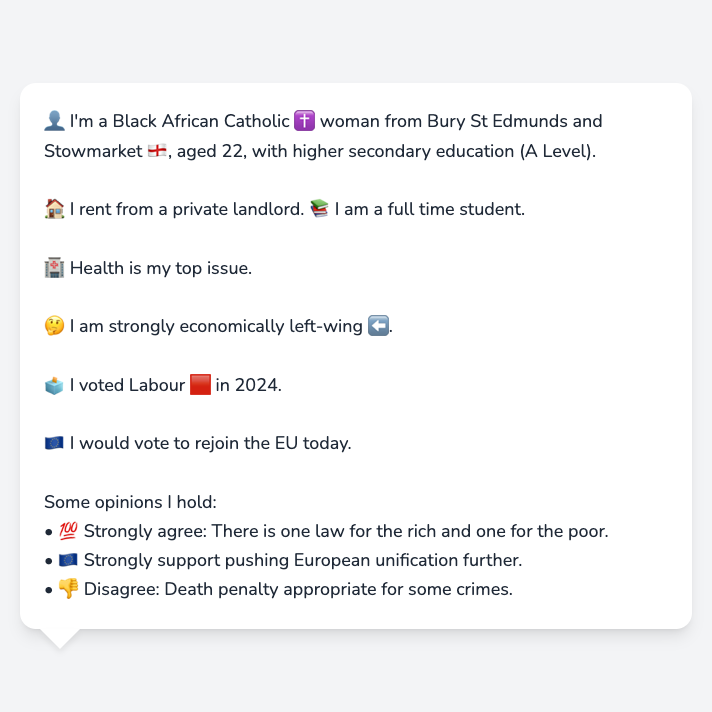 👤 I'm a Black African Catholic ✝️ woman from Bury St Edmunds and
Stowmarket 🏴󠁧󠁢󠁥󠁮󠁧󠁿, aged 22, with higher secondary education (A Level).
🏠 I rent from a private landlord. 📚 I am a full time student.
🏥 Health is my top issue.
🤔 I am strongly economically left-wing ⬅️.
🗳️ I voted Labour 🟥 in 2024.
🇪🇺 I would vote to rejoin the EU today.
Some opinions I hold:
• 💯 Strongly agree: There is one law for the rich and one for the poor.
• 🇪🇺 Strongly support pushing European unification further.
• 👎 Disagree: Death penalty appropriate for some crimes.